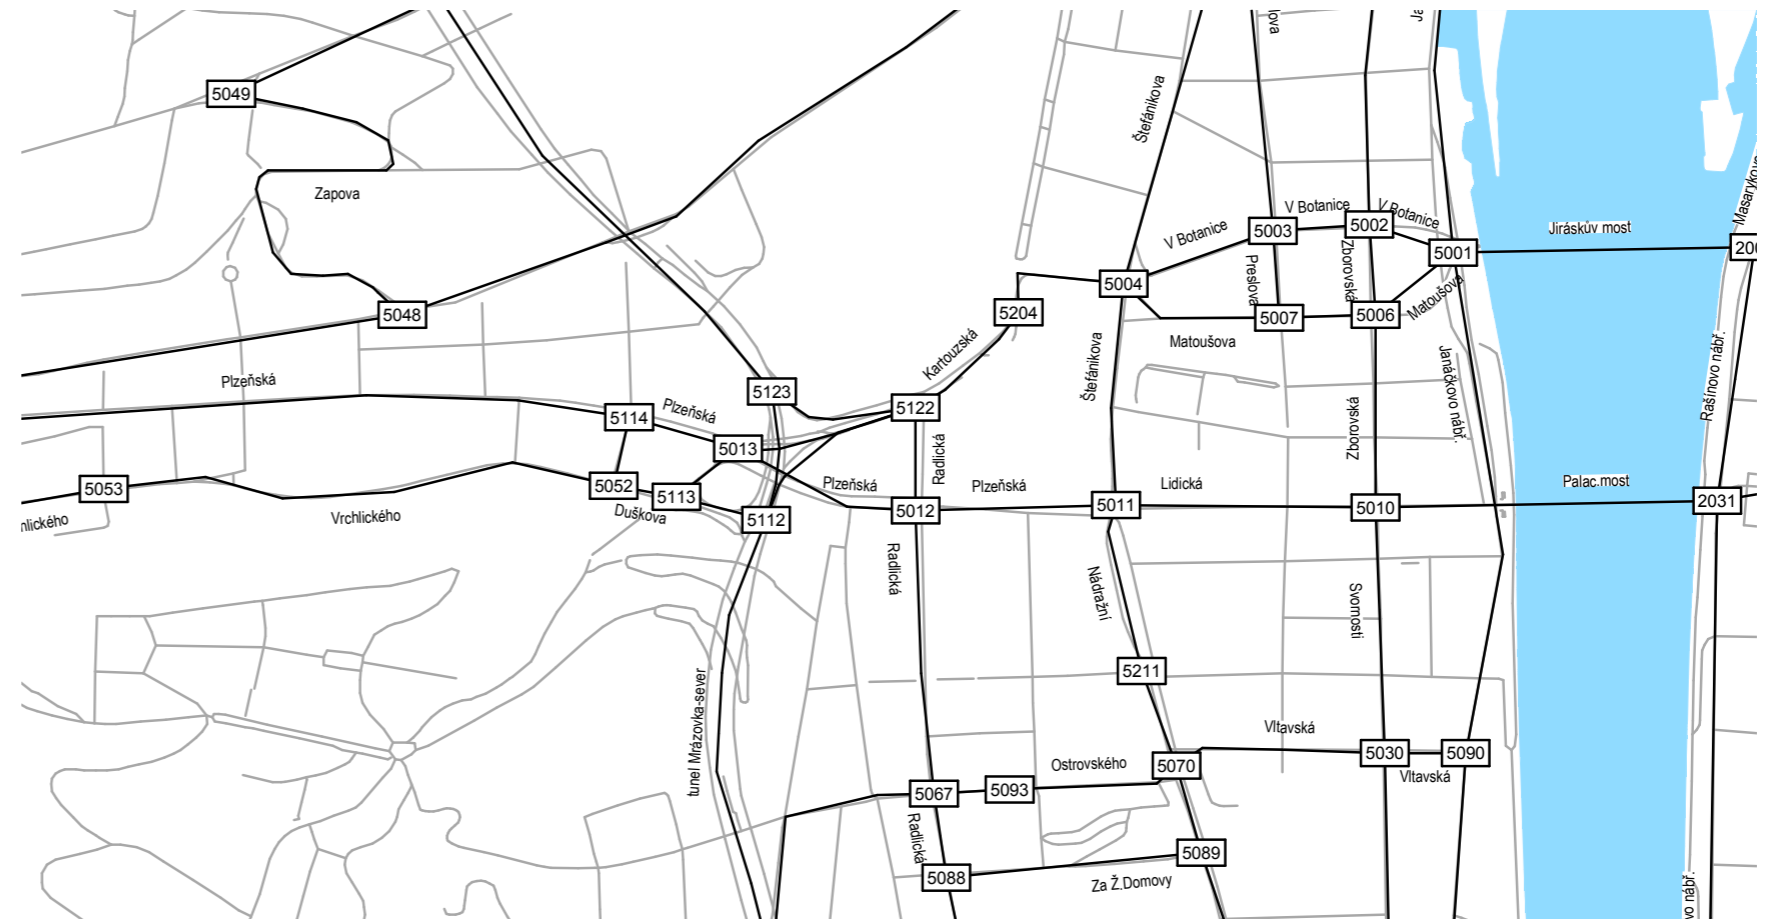 5049
Štefánikova
Masarykovo
Zapova
V Botanice
V Botanice
V Botanice
5003
5002
5001
Jiráskův most
Preslova
Zborovská
Matoušova
5004
5204
5007
5006
5048
Matoušova
Kartouzská
Štefánikova
Janáčkovo nábř.
Rašínovo nábř.
Plzeňská
5123
5122
5114
Plzeňská
5013
Radlická
Zborovská
5053
5052
5113
Duškova
Vrchlického
5112
Plzeňská
5012
Plzeňská
5011
Lidická
5010
Palac.most
2031
Radlická
Nádražní
Svornosti
5211
tunel Mrázovka-sever
Vltavská
5030
5090
Vltavská
5070
Ostrovského
5067
5093
Radlická
5088
5089
Za Ž.Domovy